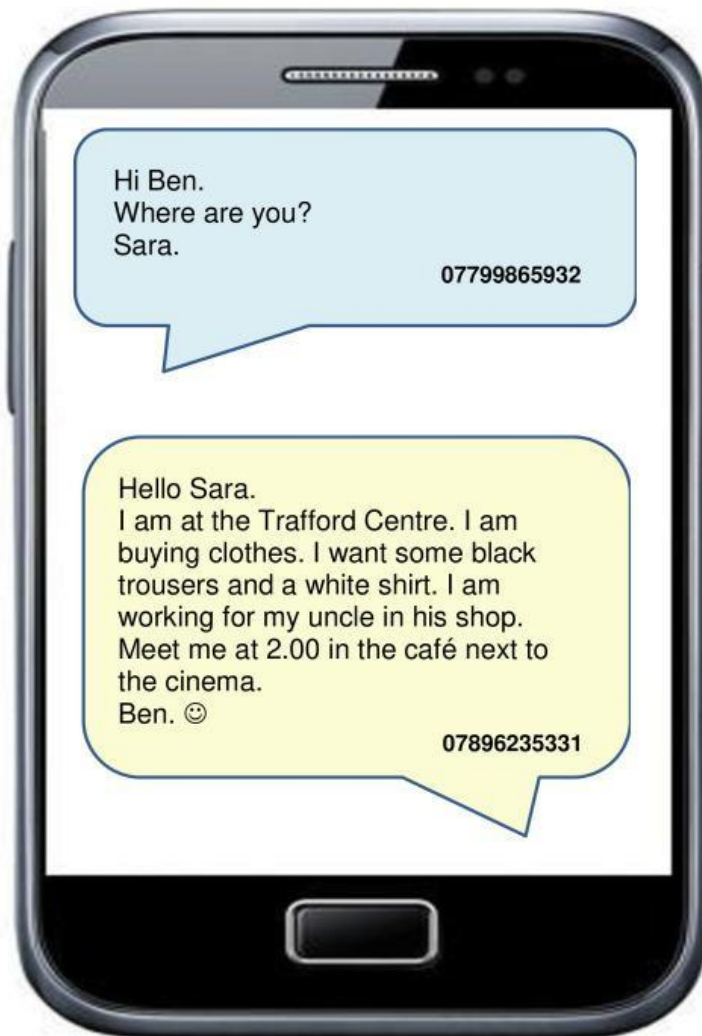 Hi Ben.
Where are you?
Sara.
07799865932
Hello Sara.
I am at the Trafford Centre. I am
buying clothes. I want some black
trousers and a white shirt. I am
working for my uncle in his shop.
Meet me at 2.00 in the café next to
the cinema.
Ben. ☺
07896235331